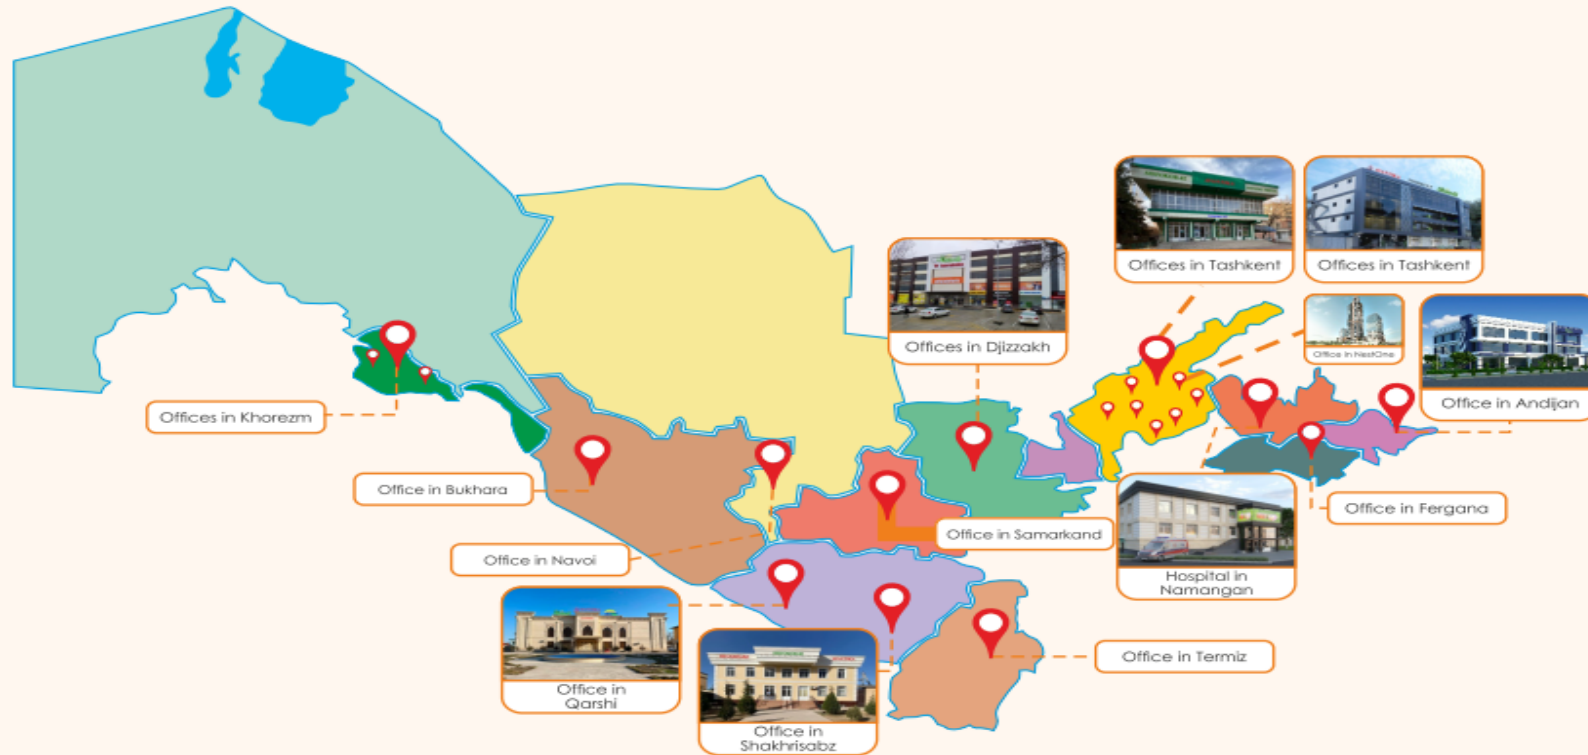 Offices in Tashkent
Offices in Tashkent
Offices in Djizzakh
Office in NestOne
Office in Andijan
Offices in Khorezm
Office in Bukhara
Office in Fergana
Office in Samarkand
Office in Navoi
Hospital in
Namangan
Office in Termiz
Office in
Qarshi
Office in
Shakhrisabz